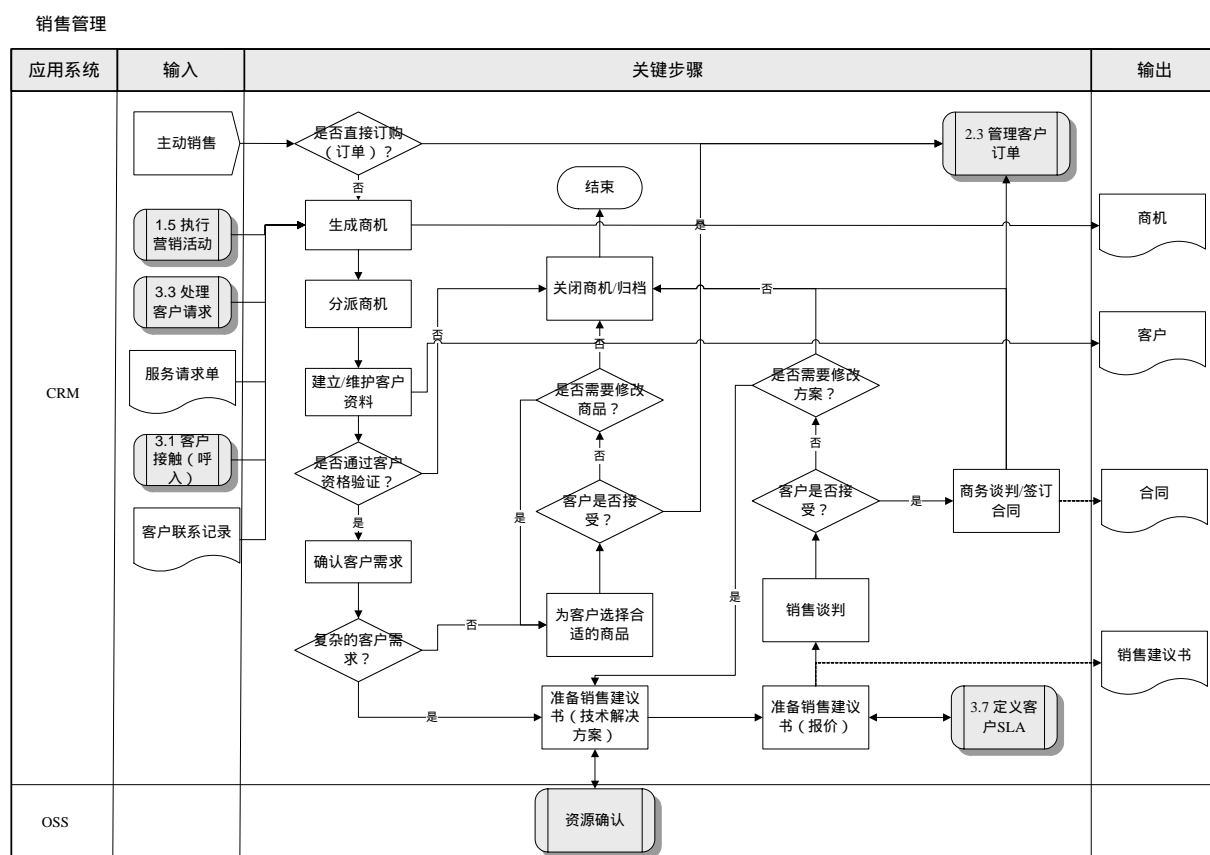 销售管理
应用系统
输入
关键步骤
输出
主动销售
是否直接订购
（订单）？
2.3 管理客户
订单
否
结束
1.5 执行
营销活动
生成商机
是
商机
3.3 处理
客户请求
分派商机
关闭商机/归档
否
否
客户
否
服务请求单
建立/维护客户
资料
是否需要修改
商品？
是否需要修改
方案？
CRM
3.1 客户
接触（呼
入）
是否通过客户
资格验证？
否
否
客户是否接
受？
客户是否接
受？
是
商务谈判/签订
合同
合同
客户联系记录
是
是
确认客户需求
为客户选择合
适的商品
销售谈判
是
复杂的客户需
求？
否
销售建议书
是
准备销售建议
书（技术解决
方案）
准备销售建议
书（报价）
3.7 定义客
户SLA
OSS
资源确认